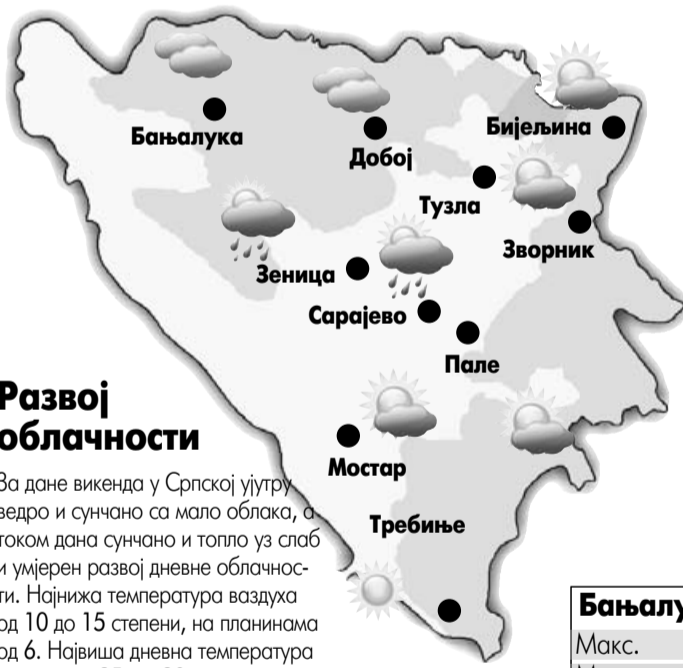 Бањалука
Добој
Бијељина
Тузла
Зворник
Зеница
Сарајево
Пале
Мостар
Требиње
Развој
облачности
За дане викенда у Српској ујутру
ведро и сунчано са мало облака, а
током дана сунчано и топло уз слаб
и умјерен развој дневне облачнос-
ти. Најнижа температура ваздуха
од 10 до 15 степени, на планинама
од 6. Највиша дневна температура
Макс.